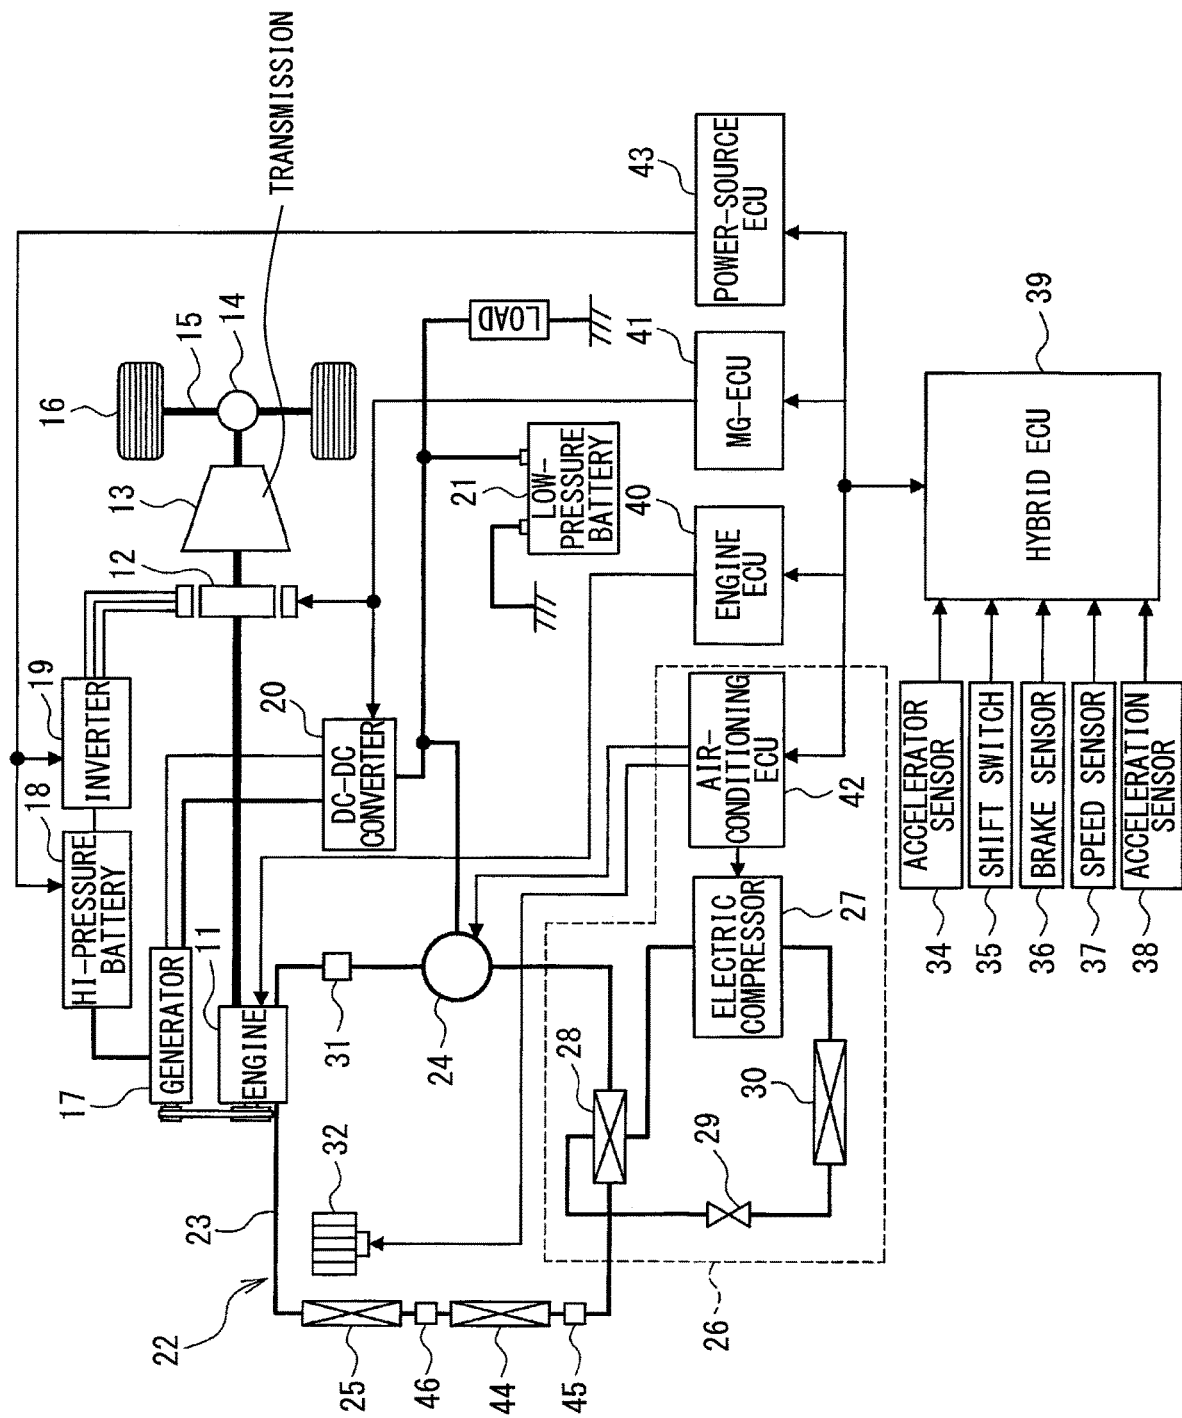 TRANSMISSION
16
15
14
13
12
19
INVERTER
18
HI-PRESSURE
BATTERY
20
DC-DC
CONVERTER
17
GENERATOR
11
ENGINE
LOAD
21
LOW-
PRESSURE
BATTERY
43
POWER-SOURCE
ECU
41
MG-ECU
40
ENGINE
ECU
AIR-
CONDITIONING
ECU
42
39
HYBRID ECU
31
24
32
23
22
25
46
44
45
28
ELECTRIC
COMPRESSOR
27
30
29
26
ACCELERATOR
SENSOR
34
SHIFT SWITCH
35
BRAKE SENSOR
36
SPEED SENSOR
37
ACCELERATION
SENSOR
38